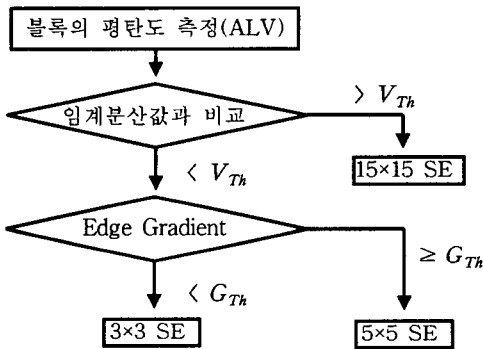 블록의 평탄도 측정(ALV)
임계분산값과 비교
> V_Th
15×15 SE
< V_Th
Edge Gradient
≥ G_Th
< G_Th
3×3 SE
5×5 SE